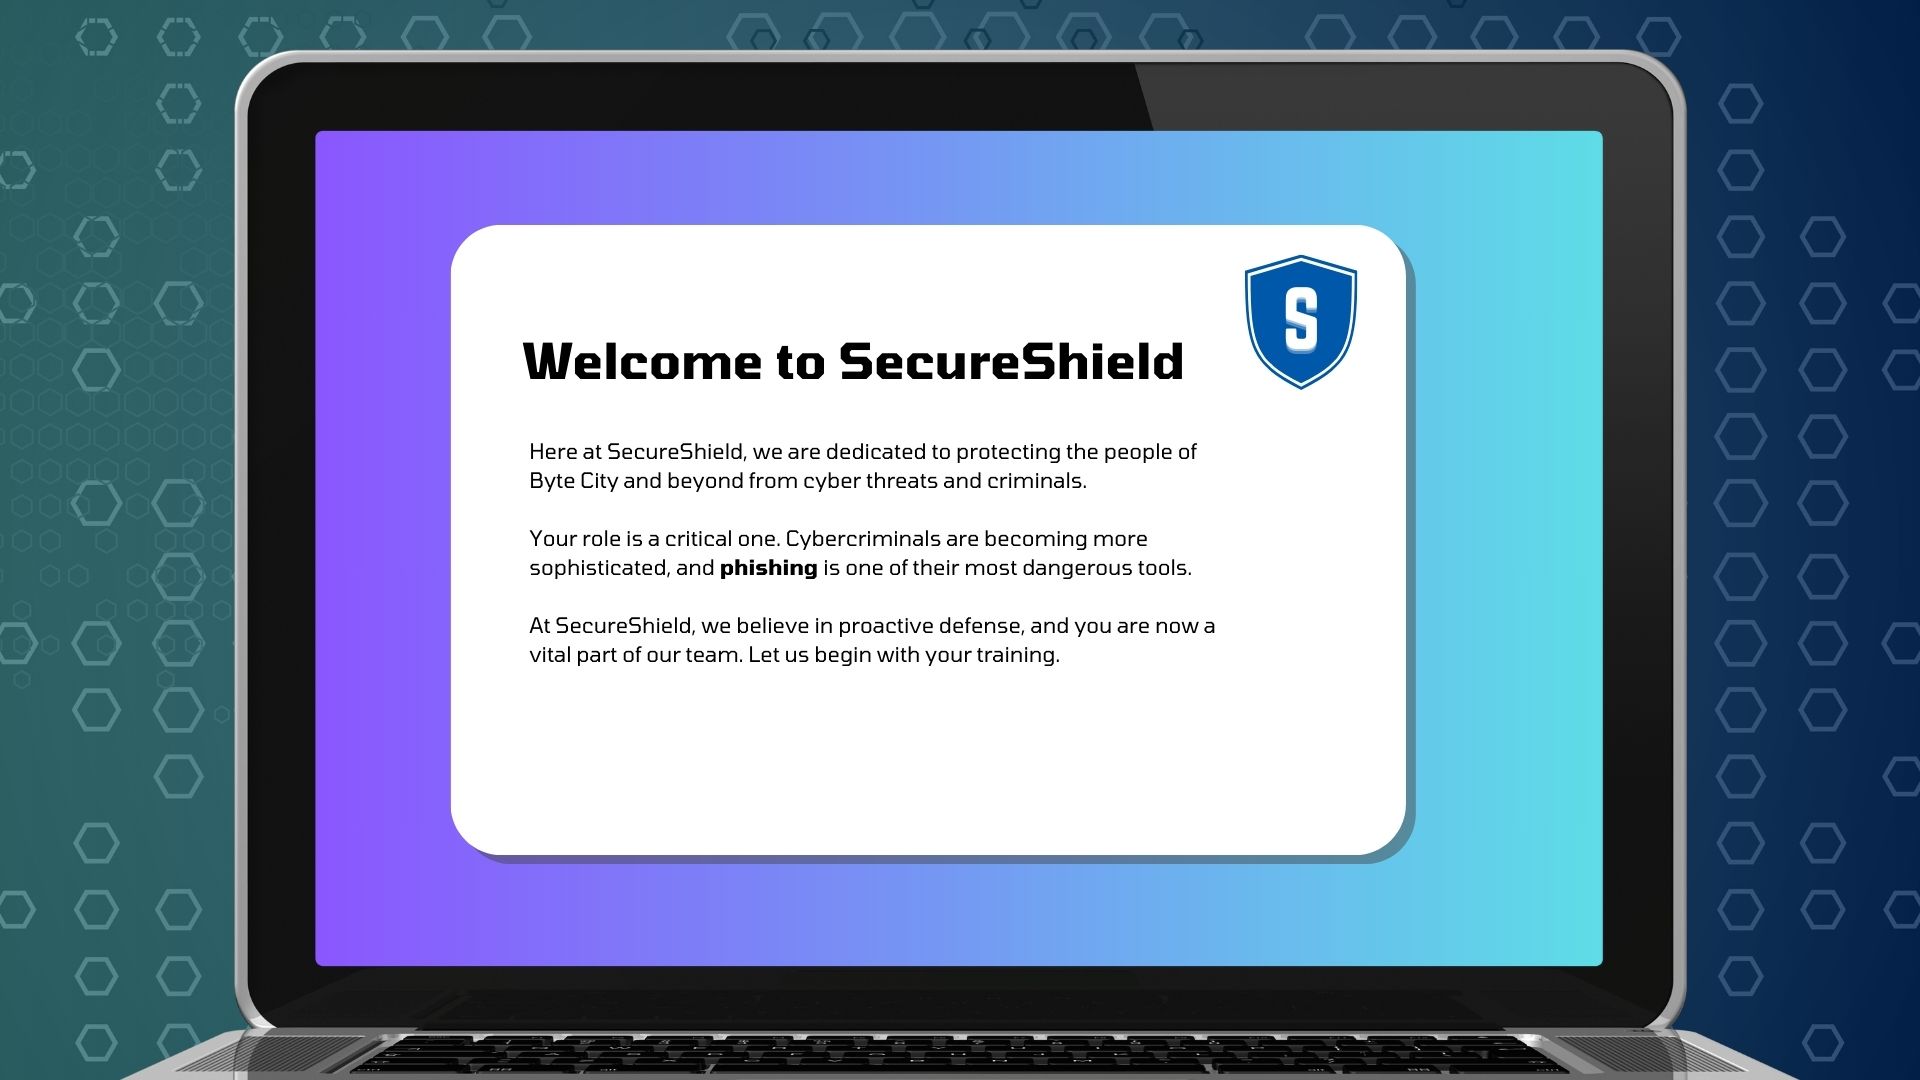 S
Welcome to SecureShield
Here at SecureShield, we are dedicated to protecting the people of
Byte City and beyond from cyber threats and criminals.
Your role is a critical one. Cybercriminals are becoming more
sophisticated, and phishing is one of their most dangerous tools.
At SecureShield, we believe in proactive defense, and you are now a
vital part of our team. Let us begin with your training.